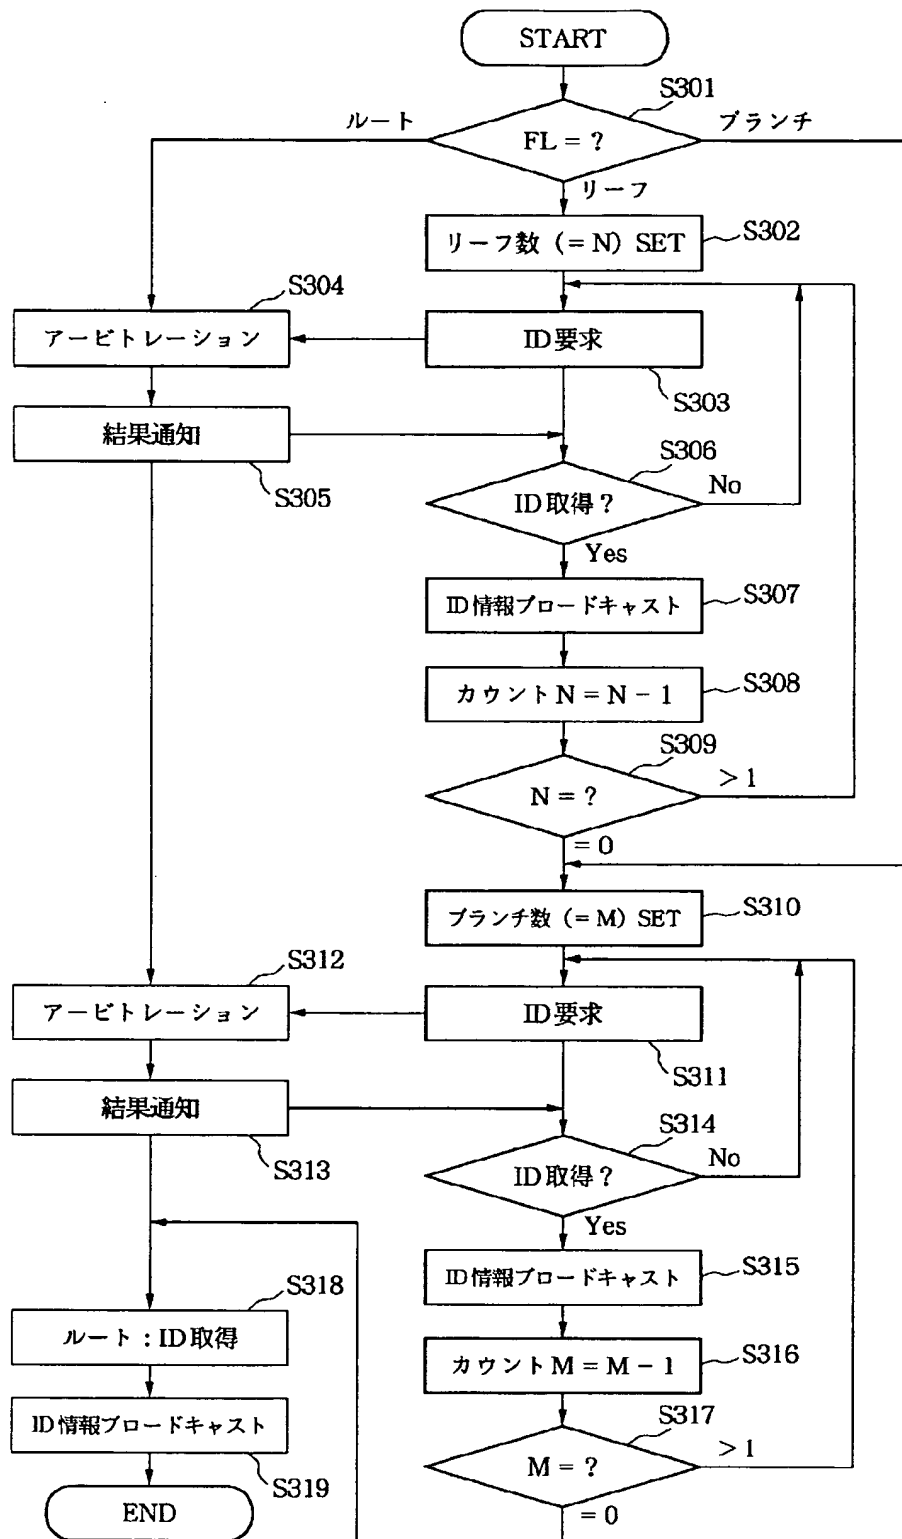 START
S301
ルート
FL = ?
ブランチ
リーフ
リーフ数 (= N) SET
S302
S304
アービトレーション
ID要求
S303
結果通知
S305
S306
ID取得 ?
No
Yes
ID情報ブロードキャスト
S307
カウント N = N − 1
S308
S309
N = ?
> 1
= 0
ブランチ数 (= M) SET
S310
S312
アービトレーション
ID要求
S311
結果通知
S313
S314
ID取得 ?
No
Yes
ID情報ブロードキャスト
S315
S318
ルート : ID取得
カウント M = M − 1
S316
ID情報ブロードキャスト
S319
S317
M = ?
> 1
= 0
END